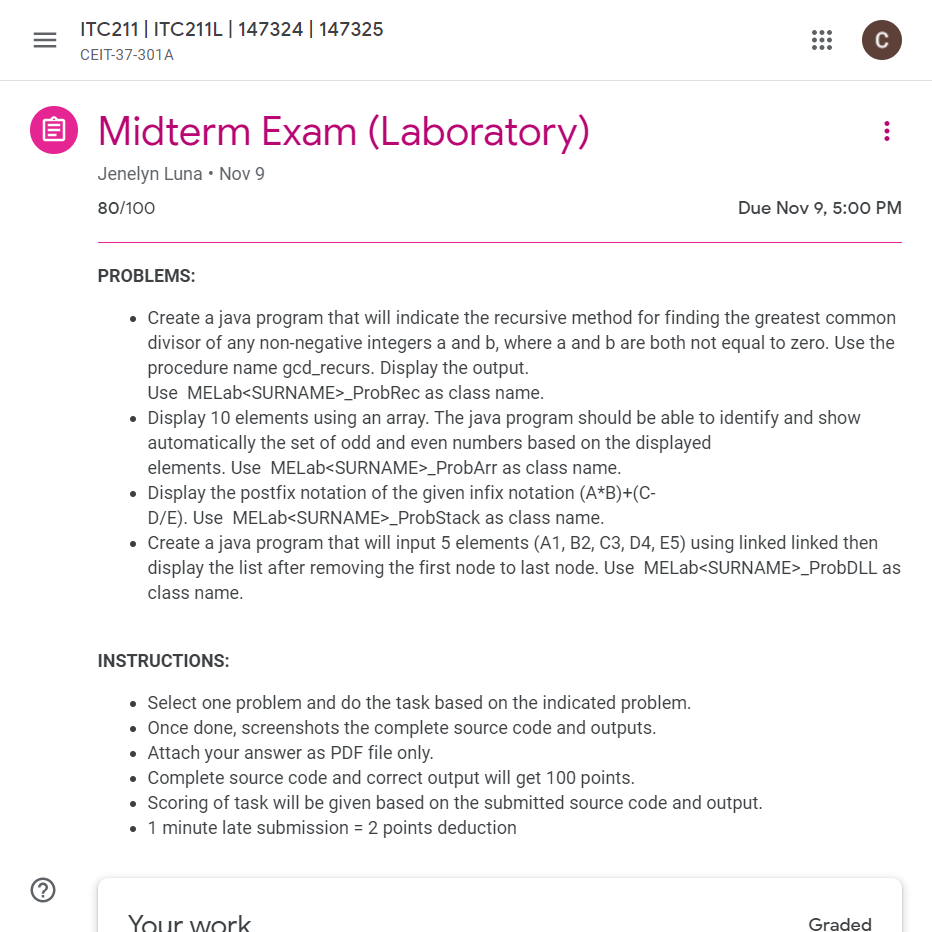 ITC211 | ITC211L | 147324 | 147325
CEIT-37-301A
C
Midterm Exam (Laboratory)
Jenelyn Luna • Nov 9
80/100
Due Nov 9, 5:00 PM
PROBLEMS:
• Create a java program that will indicate the recursive method for finding the greatest common
divisor of any non-negative integers a and b, where a and b are both not equal to zero. Use the
procedure name gcd_recurs. Display the output.
Use  MELab<SURNAME>_ProbRec as class name.
• Display 10 elements using an array. The java program should be able to identify and show
automatically the set of odd and even numbers based on the displayed
elements. Use  MELab<SURNAME>_ProbArr as class name.
• Display the postfix notation of the given infix notation (A*B)+(C-
D/E). Use  MELab<SURNAME>_ProbStack as class name.
• Create a java program that will input 5 elements (A1, B2, C3, D4, E5) using linked linked then
display the list after removing the first node to last node. Use  MELab<SURNAME>_ProbDLL as
class name.
INSTRUCTIONS:
• Select one problem and do the task based on the indicated problem.
• Once done, screenshots the complete source code and outputs.
• Attach your answer as PDF file only.
• Complete source code and correct output will get 100 points.
• Scoring of task will be given based on the submitted source code and output.
• 1 minute late submission = 2 points deduction
?
Your work
Graded